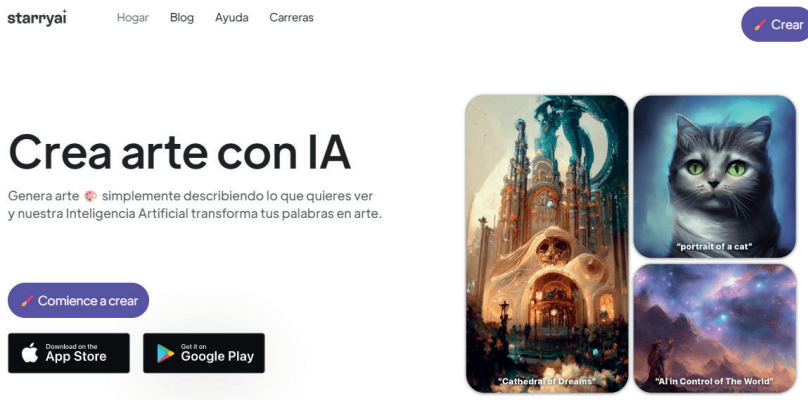 starryai
Hogar Blog Ayuda Carreras
Crear
Crea arte con IA
Genera arte simplemente describiendo lo que quieres ver
y nuestra Inteligencia Artificial transforma tus palabras en arte.
Comience a crear
Download on the
App Store
Get it on
Google Play
"Cathedral of Dreams"
"portrait of a cat"
"AI in Control of The World"